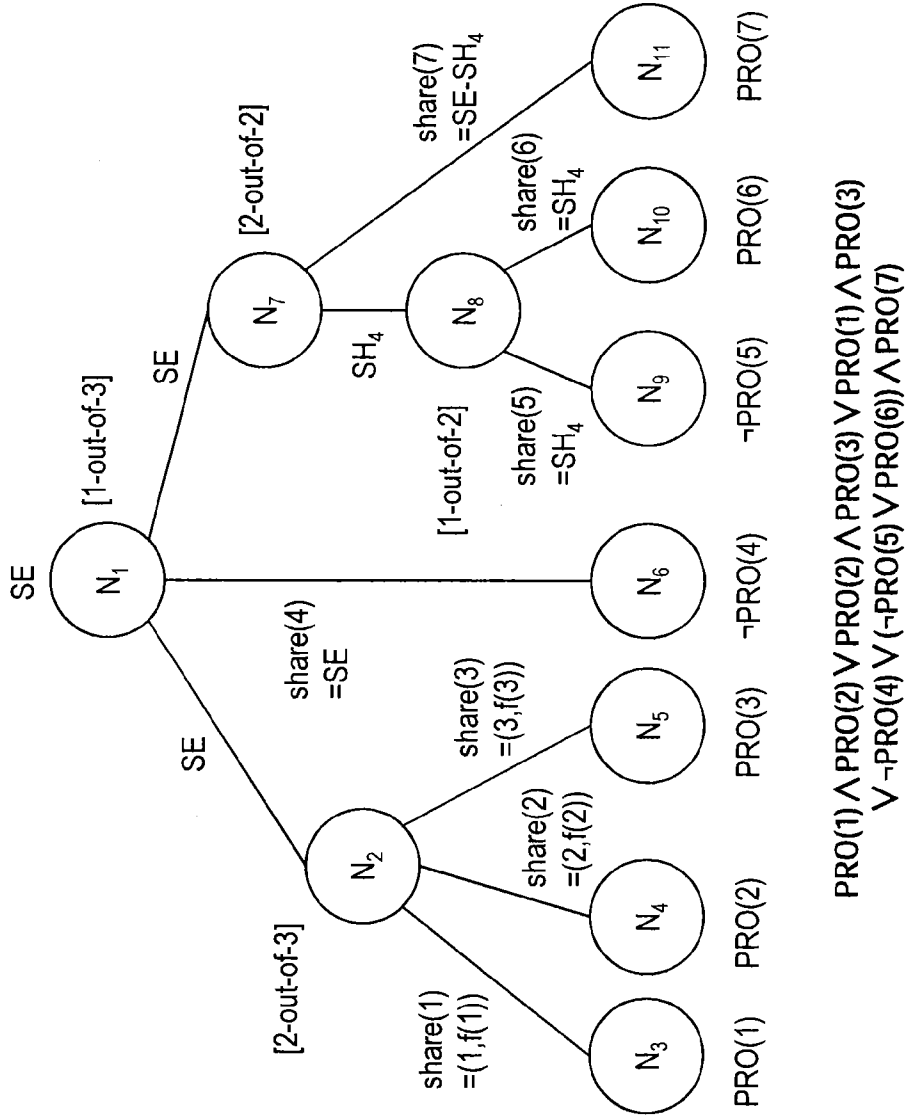 SE
N1
[1-out-of-3]
SE
SE
share(4)
=SE
[2-out-of-3]
N2
N7
[2-out-of-2]
share(1)
=(1,f(1))
share(2)
=(2,f(2))
share(3)
=(3,f(3))
SH4
share(7)
=SE-SH4
[1-out-of-2]
N8
share(5)
=SH4
share(6)
=SH4
N3
N4
N5
N6
N9
N10
N11
PRO(1)
PRO(2)
PRO(3)
¬PRO(4)
¬PRO(5)
PRO(6)
PRO(7)
PRO(1)∧PRO(2)∨PRO(2)∧PRO(3)∨PRO(1)∧PRO(3)
∨¬PRO(4)∨(¬PRO(5)∨PRO(6))∧PRO(7)